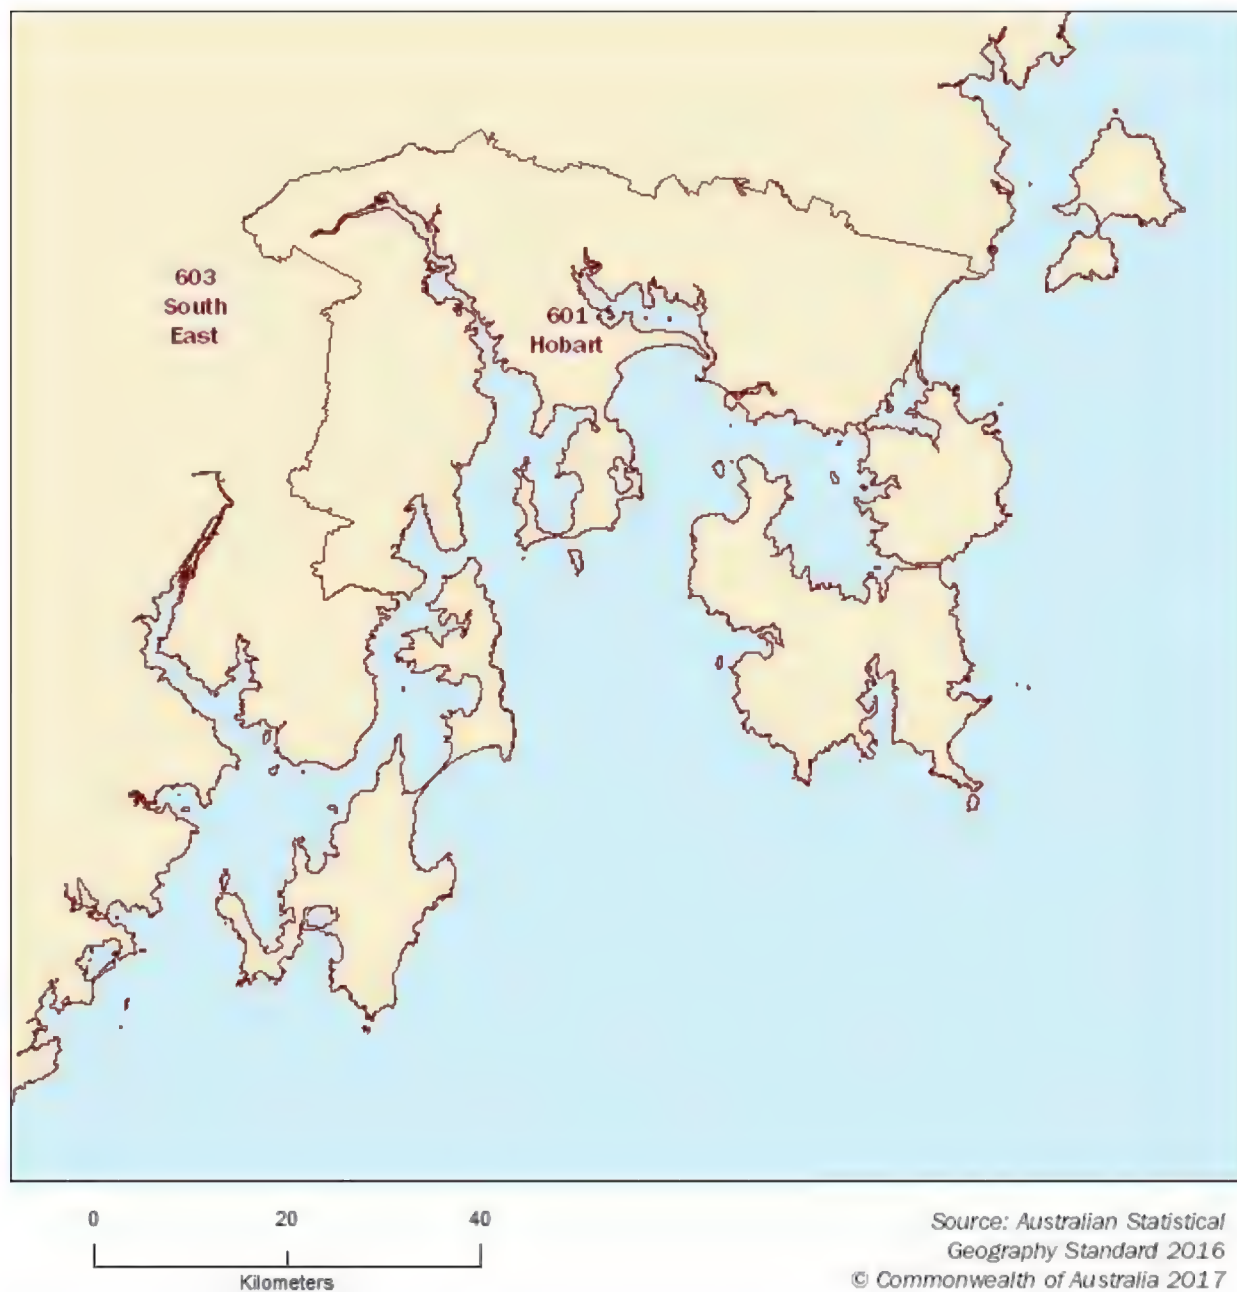 603
South
East
601
Hobart
0 20 40
Kilometers
Source: Australian Statistical
Geography Standard 2016
© Commonwealth of Australia 2017